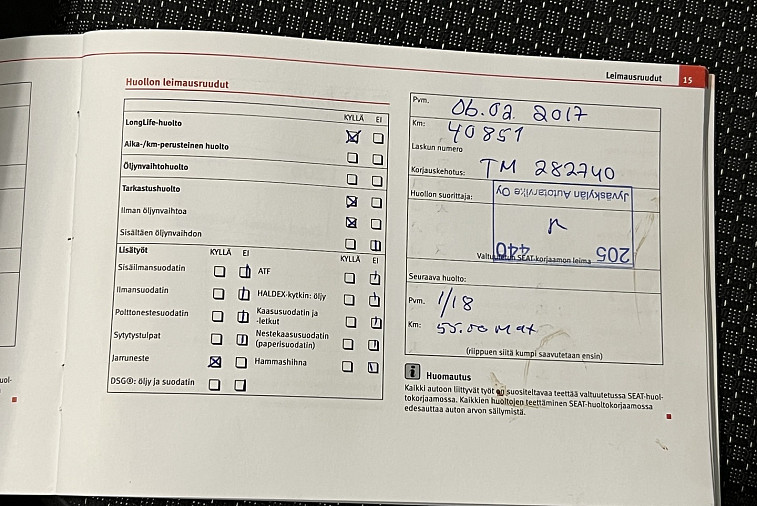 Leimausruudut 15
Huollon leimausruudut
KYLLÄ EI
LongLife-huolto
Aika-/km-perusteinen huolto
Öljynvaihtohuolto
Tarkastushuolto
Ilman öljynvaihtoa
Sisältäen öljynvaihdon
Lisätyöt KYLLÄ EI KYLLÄ EI
Sisäilmansuodatin ATF
Ilmansuodatin HALDEX-kytkin: öljy
Polttonestesuodatin Kaasusuodatin ja
-letkut
Sytytystulpat Nestekaasusuodatin
(paperisuodatin)
Jarruneste Hammashihna
DSG®: öljy ja suodatin
Pvm. 06.02. 2017
Km: 40851
Laskun numero
Korjauskehotus: TM 282740
Huollon suorittaja:
Jyväskylän Autotarvike Oy
205 440
Valtuutetun SEAT-korjaamon leima
Seuraava huolto:
Pvm. 1/18
Km: 55.00 Max
(riippuen siitä kumpi saavutetaan ensin)
Huomautus
Kaikki autoon liittyvät työt on suositeltavaa teettää valtuutetussa SEAT-huol-
tokorjaamossa. Kaikkien huoltojen teettäminen SEAT-huoltokorjaamossa
edesauttaa auton arvon säilymistä.
uol-